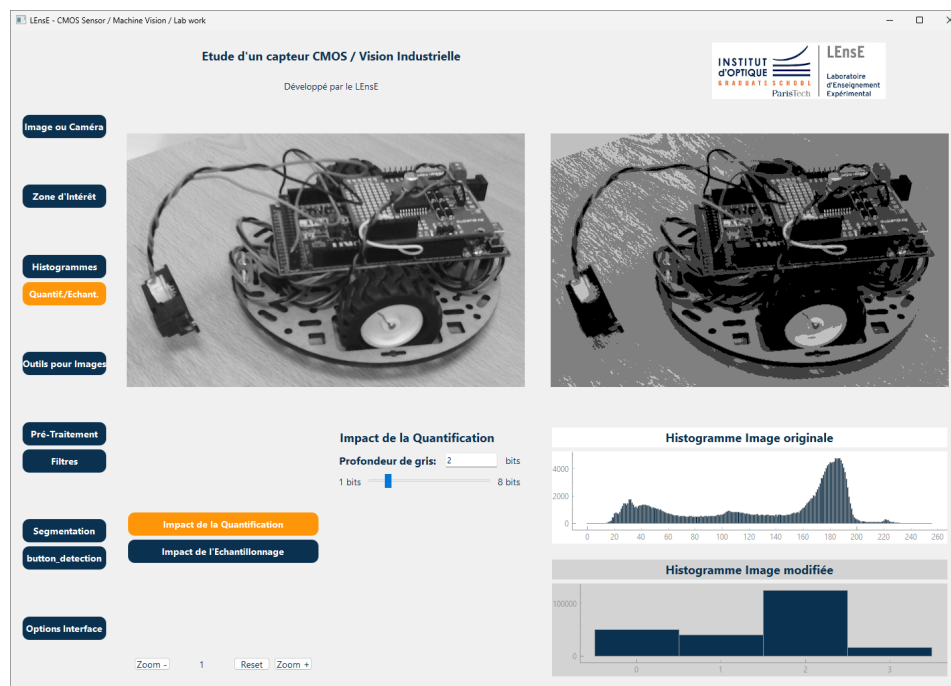 LEnsE - CMOS Sensor / Machine Vision / Lab work
Etude d'un capteur CMOS / Vision Industrielle
Développé par le LEnsE
INSTITUT
d'OPTIQUE
GRADUATE SCHOOL
ParisTech
LEnsE
Laboratoire
d'Enseignement
Expérimental
Image ou Caméra
Zone d'Intérêt
Histogrammes
Quantif./Echant.
Outils pour Images
Pré-Traitement
Filtres
Segmentation
button_detection
Options Interface
Impact de la Quantification
Impact de l'Echantillonnage
Impact de la Quantification
Profondeur de gris: 2 bits
1 bits 8 bits
Zoom - 1 Reset Zoom +
Histogramme Image originale
4000
2000
0
0 20 40 60 80 100 120 140 160 180 200 220 240 260
Histogramme Image modifiée
100000
0
0 1 2 3